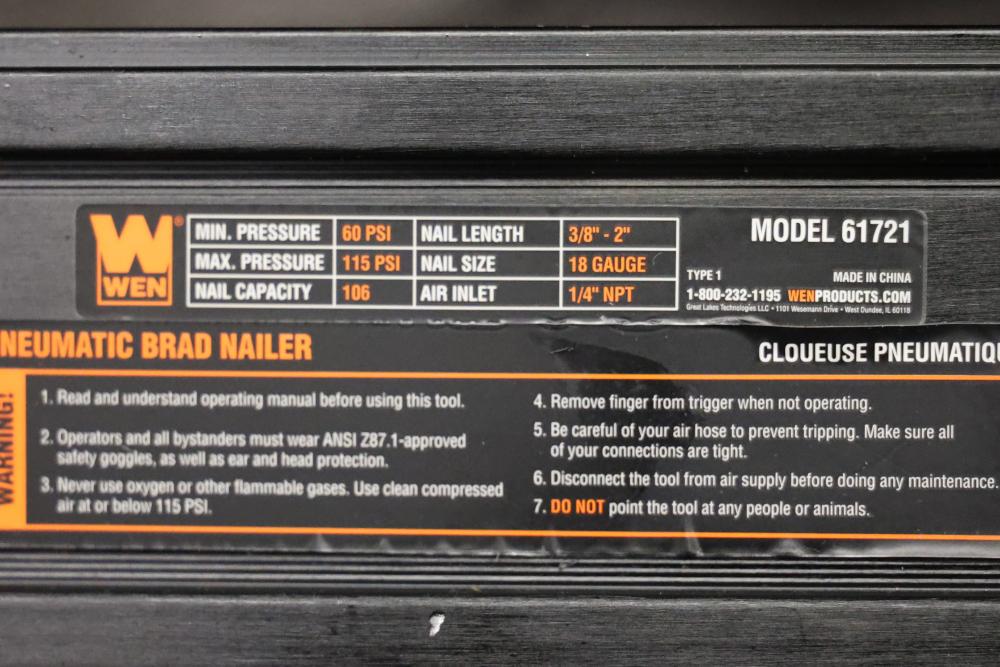 WEN®
MIN. PRESSURE 60 PSI NAIL LENGTH 3/8" - 2"
MAX. PRESSURE 115 PSI NAIL SIZE 18 GAUGE
NAIL CAPACITY 106 AIR INLET 1/4" NPT
MODEL 61721
TYPE 1 MADE IN CHINA
1-800-232-1195 WENPRODUCTS.COM
Great Lakes Technologies LLC • 1101 Wesemann Drive • West Dundee, IL 60118
NEUMATIC BRAD NAILER
CLOUEUSE PNEUMATIQU
WARNING!
1. Read and understand operating manual before using this tool.
2. Operators and all bystanders must wear ANSI Z87.1-approved
safety goggles, as well as ear and head protection.
3. Never use oxygen or other flammable gases. Use clean compressed
air at or below 115 PSI.
4. Remove finger from trigger when not operating.
5. Be careful of your air hose to prevent tripping. Make sure all
of your connections are tight.
6. Disconnect the tool from air supply before doing any maintenance.
7. DO NOT point the tool at any people or animals.